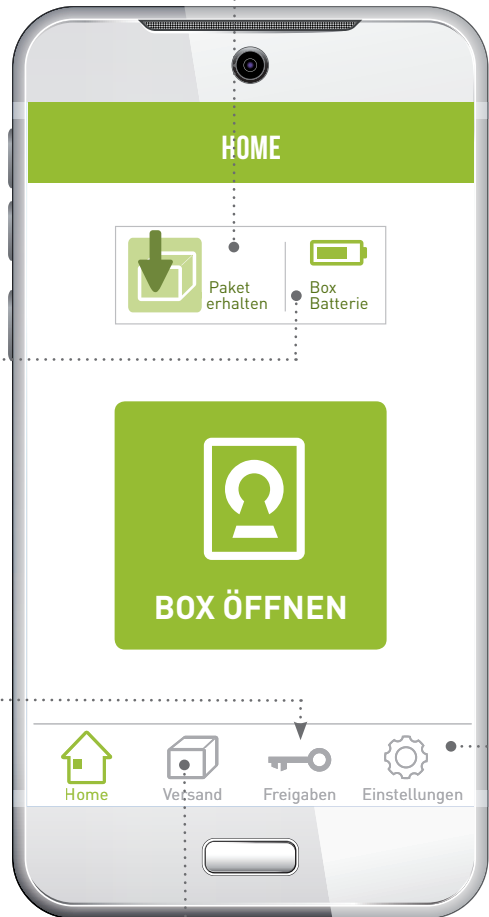 HOME
Paket
erhalten
Box
Batterie
BOX ÖFFNEN
Home
Versand
Freigaben
Einstellungen